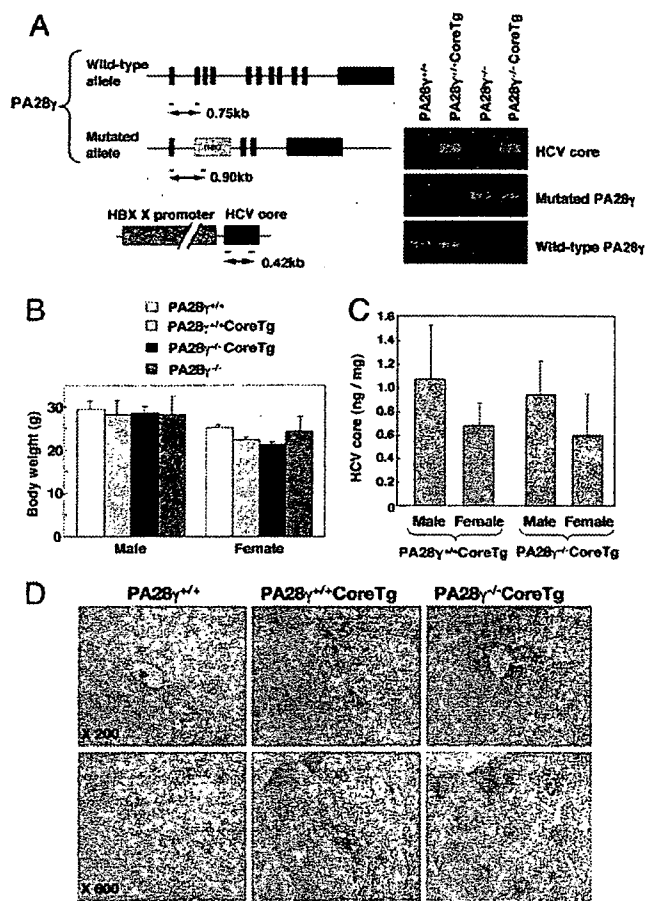 A
PA28γ
Wild-type allele
0.75kb
Mutated allele
neo
0.90kb
HBX X promoter
HCV core
0.42kb
PA28γ+/+
PA28γ+/+CoreTg
PA28γ-/-
PA28γ-/-CoreTg
HCV core
Mutated PA28γ
Wild-type PA28γ
B
PA28γ+/+
PA28γ+/+CoreTg
PA28γ-/-CoreTg
PA28γ-/-
Body weight (g)
30
20
10
0
Male
Female
C
HCV core (ng / mg)
1.6
1.4
1.2
1.0
0.8
0.6
0.4
0.2
0
Male Female Male Female
PA28γ+/+CoreTg PA28γ-/-CoreTg
D
PA28γ+/+ PA28γ+/+CoreTg PA28γ-/-CoreTg
X 200
X 600